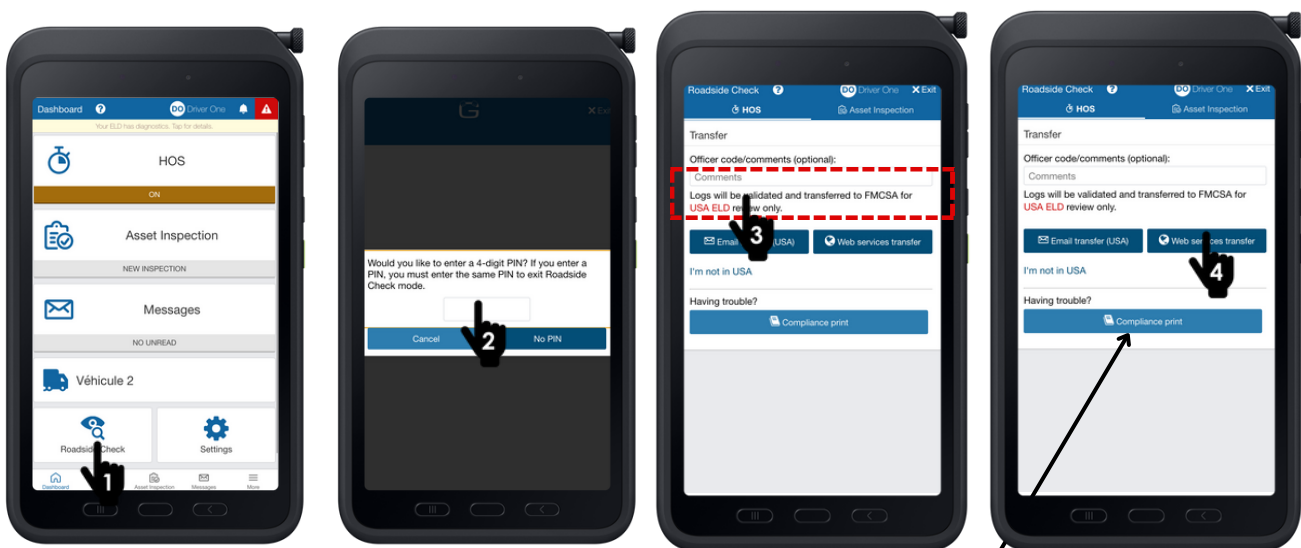 Dashboard ? DO Driver One
Your ELD has diagnostics. Tap for details.
HOS
ON
Asset Inspection
NEW INSPECTION
Messages
NO UNREAD
Véhicule 2
Roadside Check
Settings
Dashboard
Asset Inspection
Messages
More
1
G
X Exit
Would you like to enter a 4-digit PIN? If you enter a
PIN, you must enter the same PIN to exit Roadside
Check mode.
Cancel
No PIN
2
Roadside Check ? DO Driver One X Exit
HOS
Asset Inspection
Transfer
Officer code/comments (optional):
Comments
Logs will be validated and transferred to FMCSA for
USA ELD review only.
Email (USA)
Web services transfer
3
I'm not in USA
Having trouble?
Compliance print
Roadside Check ? DO Driver One X Exit
HOS
Asset Inspection
Transfer
Officer code/comments (optional):
Comments
Logs will be validated and transferred to FMCSA for
USA ELD review only.
Email transfer (USA)
Web services transfer
4
I'm not in USA
Having trouble?
Compliance print